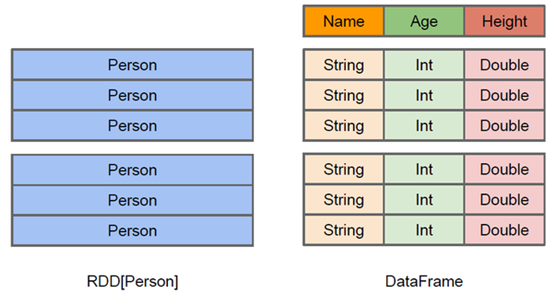 Name Age Height
Person String Int Double
Person String Int Double
Person String Int Double
Person String Int Double
Person String Int Double
Person String Int Double
RDD[Person] DataFrame